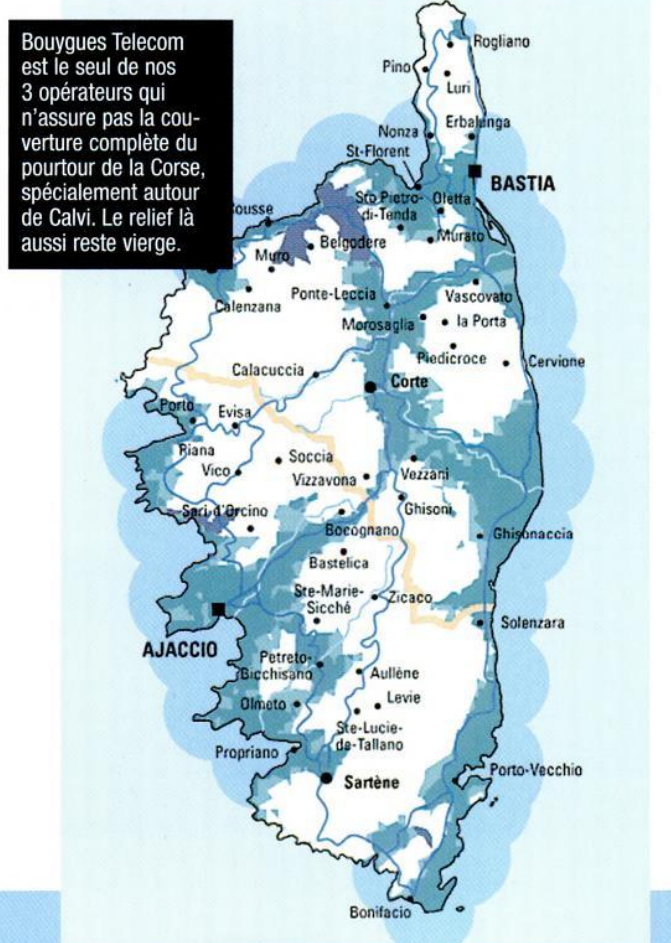 Bouygues Telecom
est le seul de nos
3 opérateurs qui
n'assure pas la cou-
verture complète du
pourtour de la Corse,
spécialement autour
de Calvi. Le relief là
aussi reste vierge.
Rogliano
Pino
Luri
Nonza
Erbalunga
St-Florent
BASTIA
Sto Pietro-
di-Tenda
Oletta
ousse
Belgodere
Murato
Muro
Calenzana
Ponte-Leccia
Vascovato
Morosaglia
la Porta
Piedicroce
Cervione
Calacuccia
Corte
Porto
Evisa
Piana
Vico
Soccia
Vizzavona
Vezzani
Ghisoni
Sari-d'Orcino
Bocognano
Ghisonaccia
Bastelica
Ste-Marie-
Sicché
Zicaco
Solenzara
AJACCIO
Petreto-
Bicchisano
Aullène
Levie
Olmeto
Ste-Lucie-
de-Tallano
Propriano
Sartène
Porto-Vecchio
Bonifacio